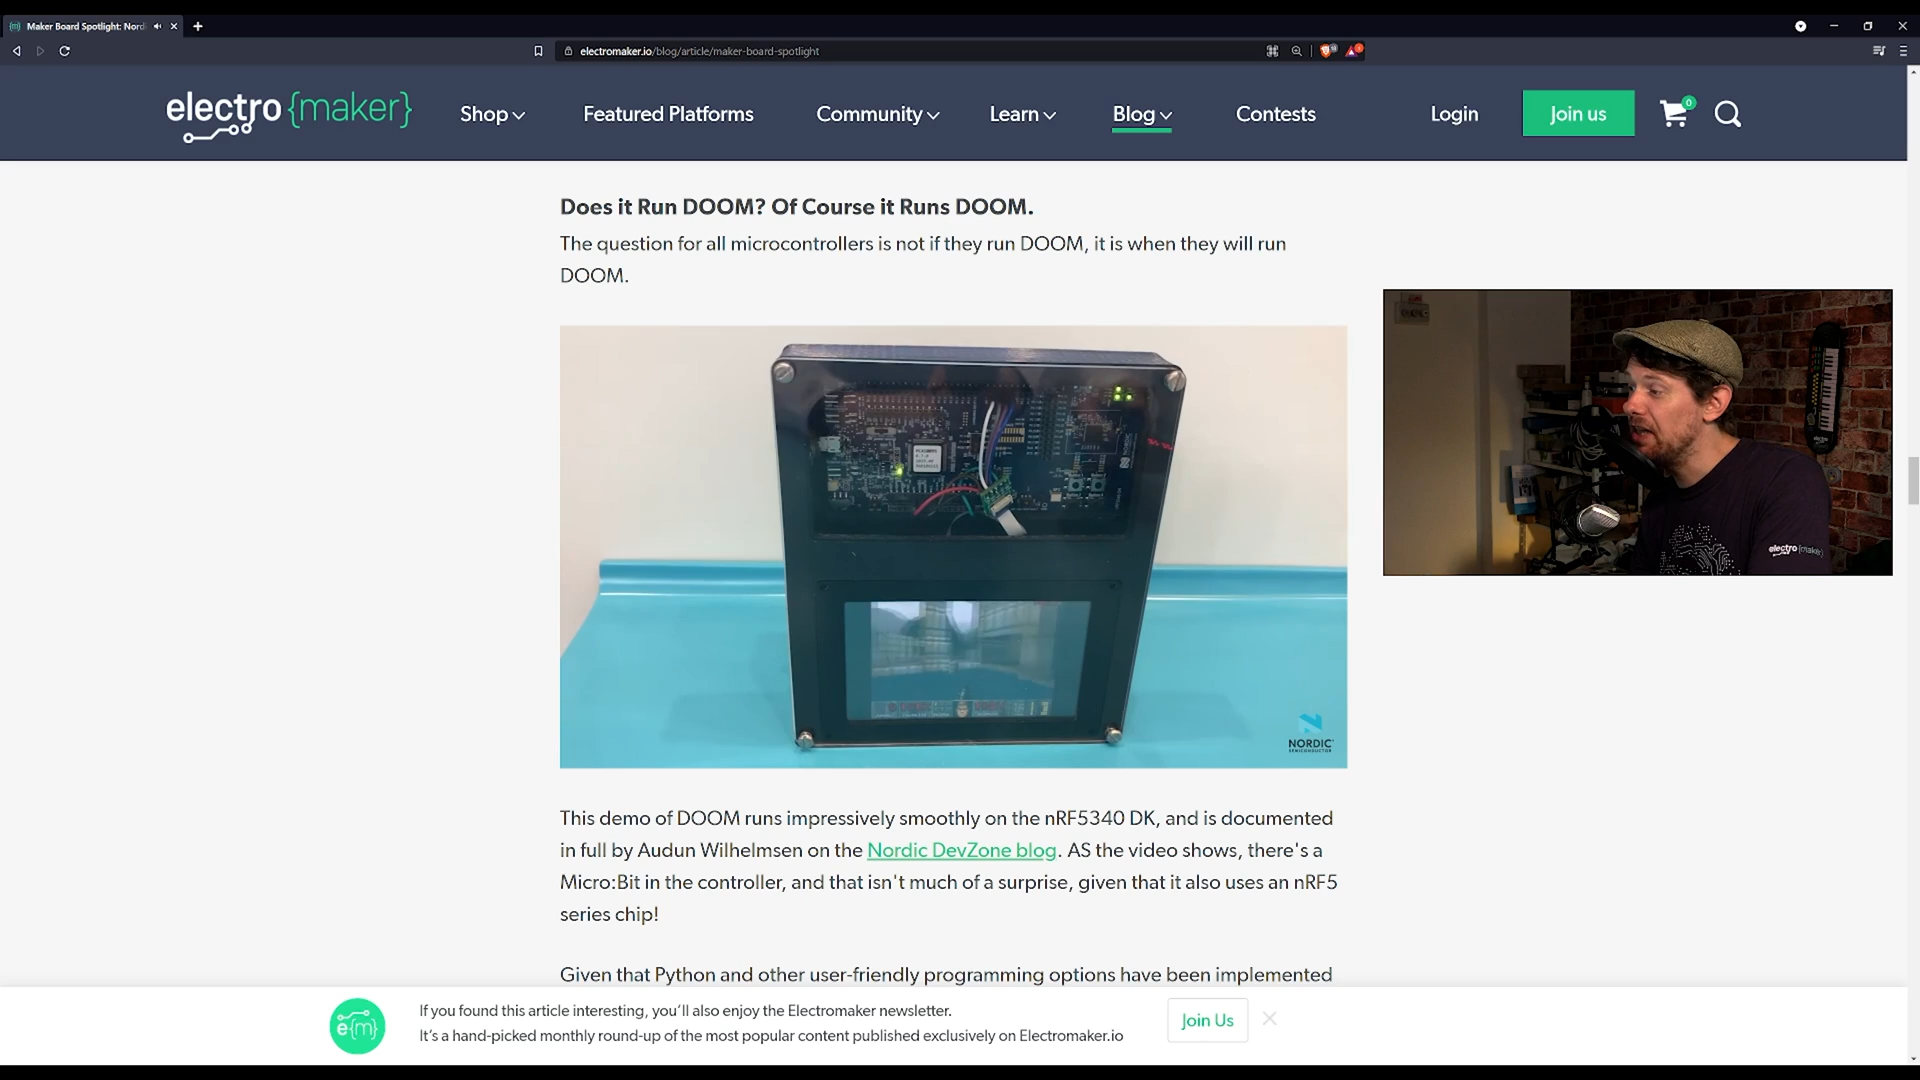 Maker Board Spotlight: Nord
electromaker.io/blog/article/maker-board-spotlight
electro {maker}
Shop
Featured Platforms
Community
Learn
Blog
Contests
Login
Join us
0
Does it Run DOOM? Of Course it Runs DOOM.
The question for all microcontrollers is not if they run DOOM, it is when they will run
DOOM.
NORDIC
SEMICONDUCTOR
electro{maker}
This demo of DOOM runs impressively smoothly on the nRF5340 DK, and is documented
in full by Audun Wilhelmsen on the Nordic DevZone blog. AS the video shows, there's a
Micro:Bit in the controller, and that isn't much of a surprise, given that it also uses an nRF5
series chip!
Given that Python and other user-friendly programming options have been implemented
e{m}
If you found this article interesting, you'll also enjoy the Electromaker newsletter.
It's a hand-picked monthly round-up of the most popular content published exclusively on Electromaker.io
Join Us